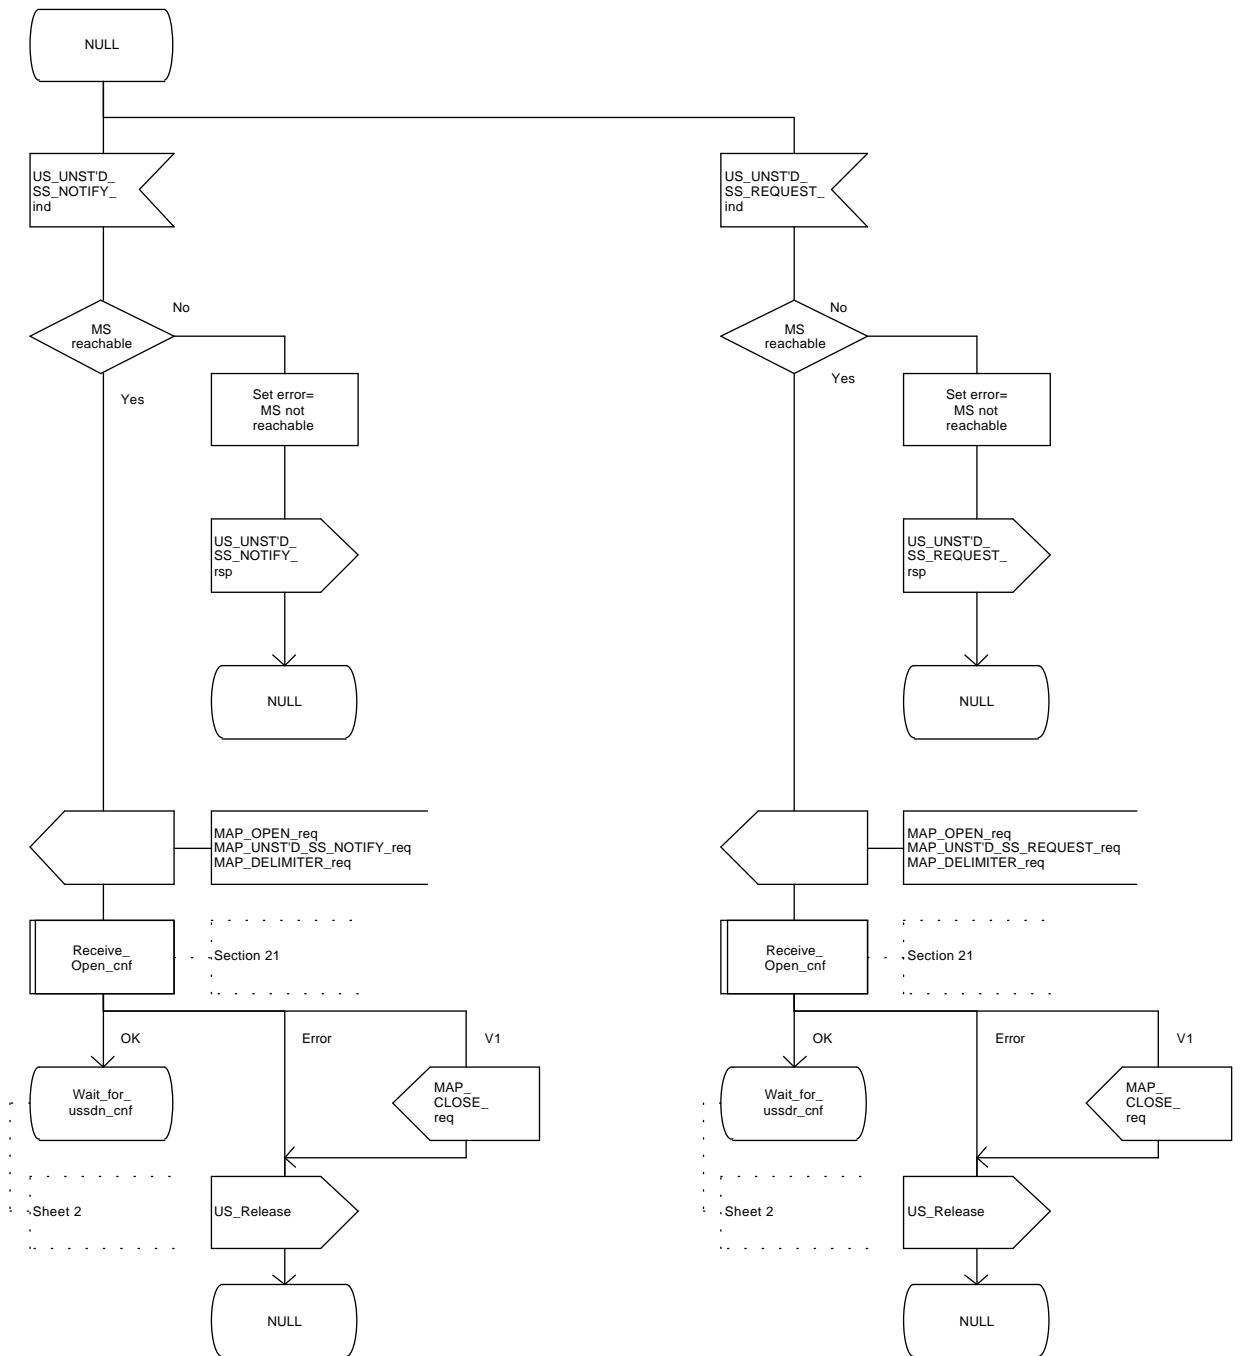 NULL
US_UNST'D_
SS_NOTIFY_
ind
US_UNST'D_
SS_REQUEST_
ind
No
MS
reachable
Yes
No
MS
reachable
Yes
Set error=
MS not
reachable
Set error=
MS not
reachable
US_UNST'D_
SS_NOTIFY_
rsp
US_UNST'D_
SS_REQUEST_
rsp
NULL
NULL
MAP_OPEN_req
MAP_UNST'D_SS_NOTIFY_req
MAP_DELIMITER_req
MAP_OPEN_req
MAP_UNST'D_SS_REQUEST_req
MAP_DELIMITER_req
Receive_
Open_cnf
Section 21
Receive_
Open_cnf
Section 21
OK
Error
V1
OK
Error
V1
Wait_for_
ussdn_cnf
MAP_
CLOSE_
req
Wait_for_
ussdr_cnf
MAP_
CLOSE_
req
Sheet 2
US_Release
Sheet 2
US_Release
NULL
NULL